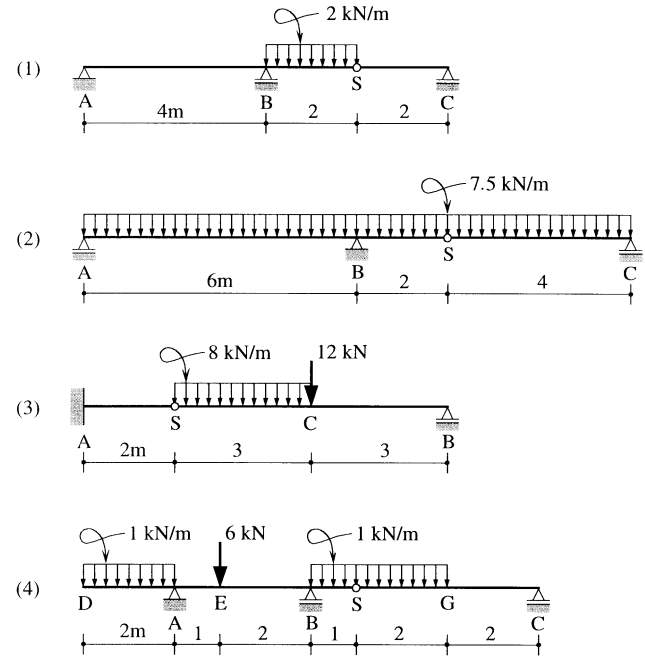 2 kN/m
(1)
A B S C
4m 2 2
7.5 kN/m
(2)
A B S C
6m 2 4
8 kN/m 12 kN
(3)
A S C B
2m 3 3
1 kN/m 6 kN 1 kN/m
(4)
D A E B S G C
2m 1 2 1 2 2